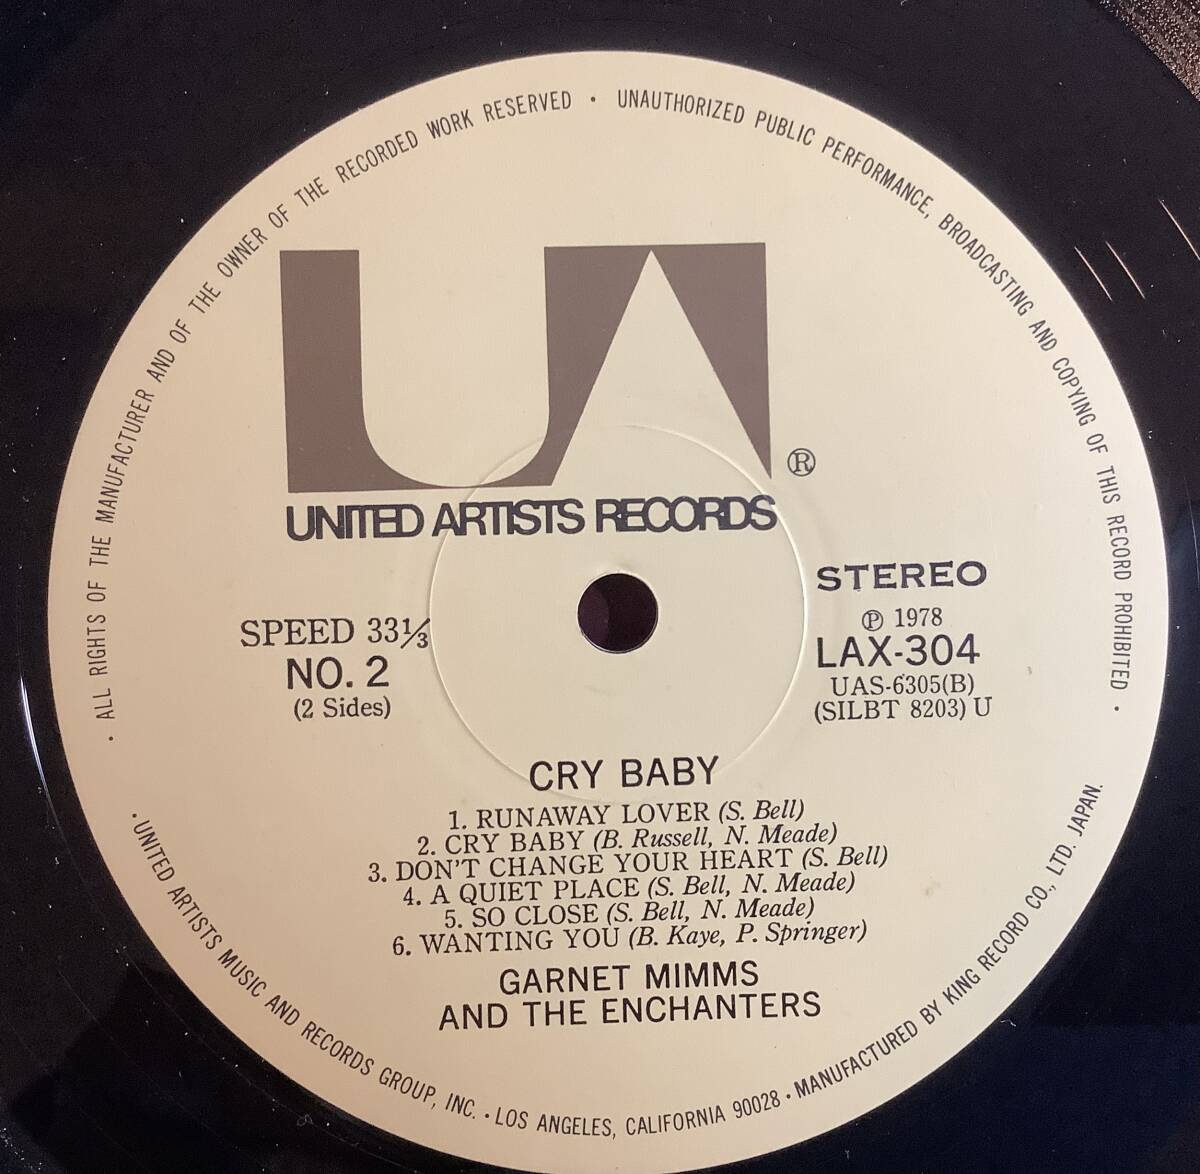 · ALL RIGHTS OF THE MANUFACTURER AND OF THE OWNER OF THE RECORDED WORK RESERVED · UNAUTHORIZED PUBLIC PERFORMANCE, BROADCASTING AND COPYING OF THIS RECORD PROHIBITED ·
UA ®
UNITED ARTISTS RECORDS
SPEED 33⅓
NO. 2
(2 Sides)
STEREO
℗ 1978
LAX-304
UAS-6305(B)
(SILBT 8203) U
CRY BABY
1. RUNAWAY LOVER (S. Bell)
2. CRY BABY (B. Russell, N. Meade)
3. DON'T CHANGE YOUR HEART (S. Bell)
4. A QUIET PLACE (S. Bell, N. Meade)
5. SO CLOSE (S. Bell, N. Meade)
6. WANTING YOU (B. Kaye, P. Springer)
GARNET MIMMS
AND THE ENCHANTERS
· UNITED ARTISTS MUSIC AND RECORDS GROUP, INC. · LOS ANGELES, CALIFORNIA 90028 · MANUFACTURED BY KING RECORD CO., LTD. JAPAN.